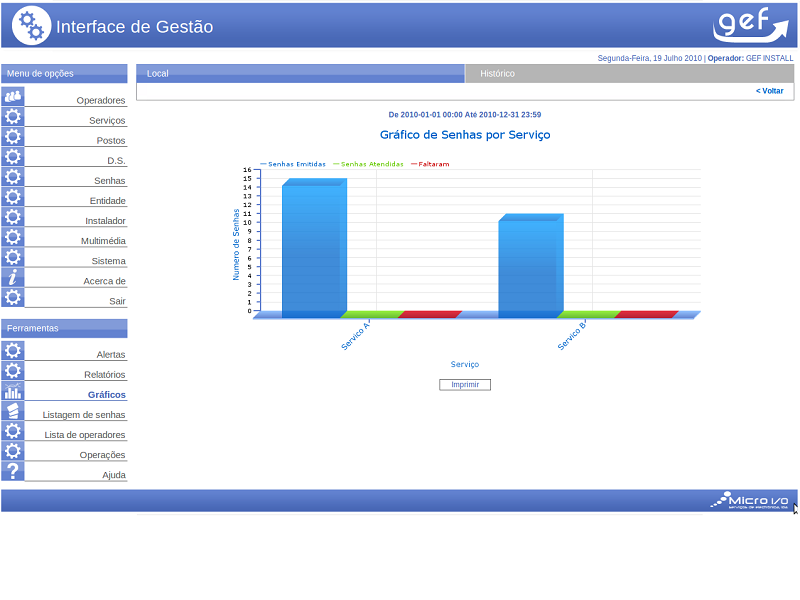 Interface de Gestão
gef
Segunda-Feira, 19 Julho 2010 | Operador: GEF INSTALL
Menu de opções
Operadores
Serviços
Postos
D.S.
Senhas
Entidade
Instalador
Multimédia
Sistema
Acerca de
Sair
Ferramentas
Alertas
Relatórios
Gráficos
Listagem de senhas
Lista de operadores
Operações
Ajuda
Local
Histórico
< Voltar
De 2010-01-01 00:00 Até 2010-12-31 23:59
Gráfico de Senhas por Serviço
Senhas Emitidas Senhas Atendidas Faltaram
Numero de Senhas
16
15
14
13
12
11
10
9
8
7
6
5
4
3
2
1
0
Servico A
Servico B
Serviço
Imprimir
Micro I/O